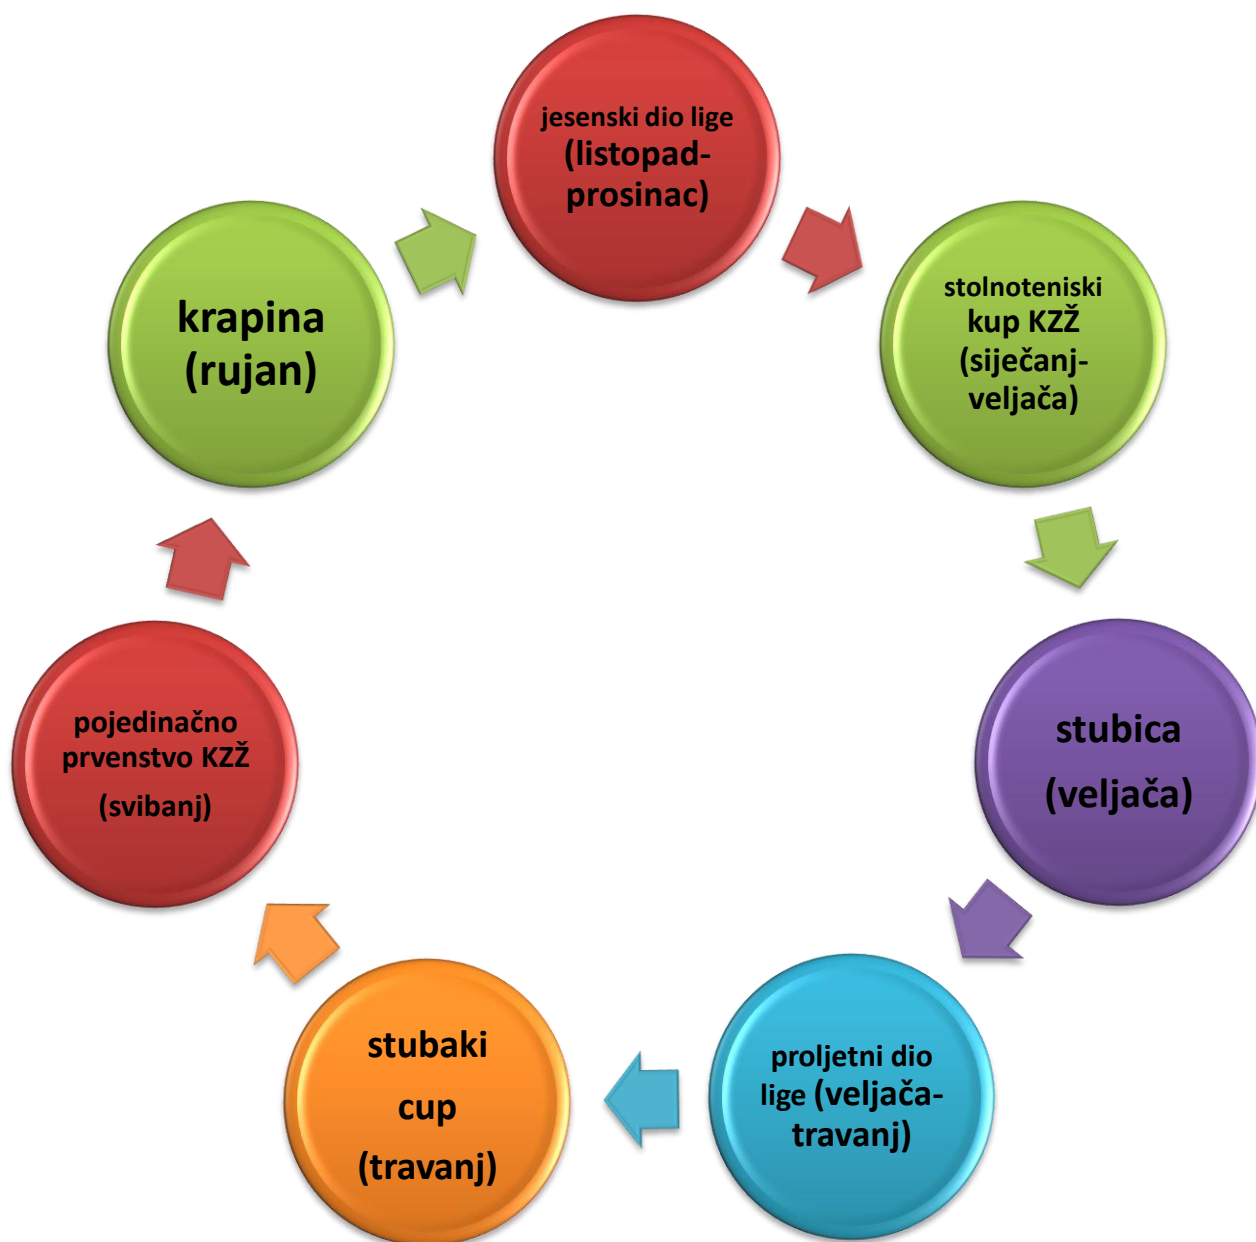 jesenski dio lige
(listopad-
prosinac)
stolnoteniski
kup KZŽ
(siječanj-
veljača)
stubica
(veljača)
proljetni dio
lige (veljača-
travanj)
stubaki
cup
(travanj)
pojedinačno
prvenstvo KZŽ
(svibanj)
krapina
(rujan)